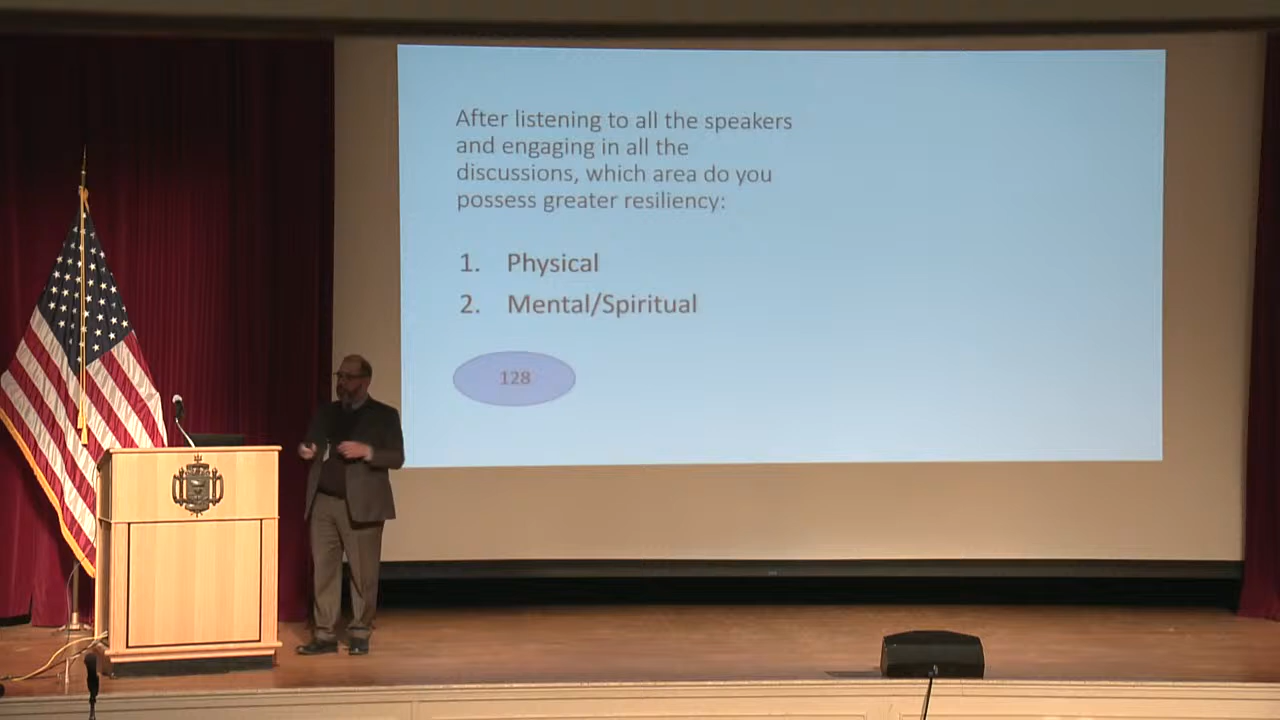 After listening to all the speakers
and engaging in all the
discussions, which area do you
possess greater resiliency:
1. Physical
2. Mental/Spiritual
128